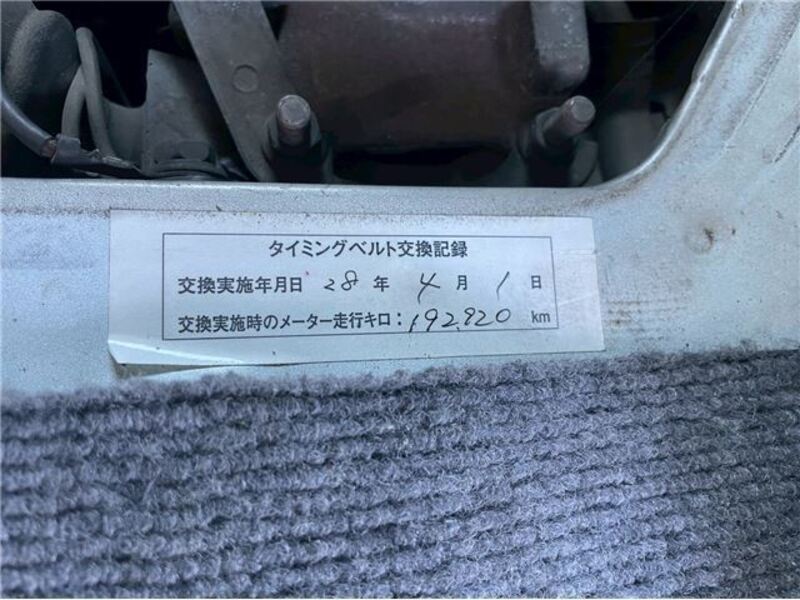 タイミングベルト交換記録
交換実施年月日 28 年 4 月 1 日
交換実施時のメーター走行キロ：192,920 km